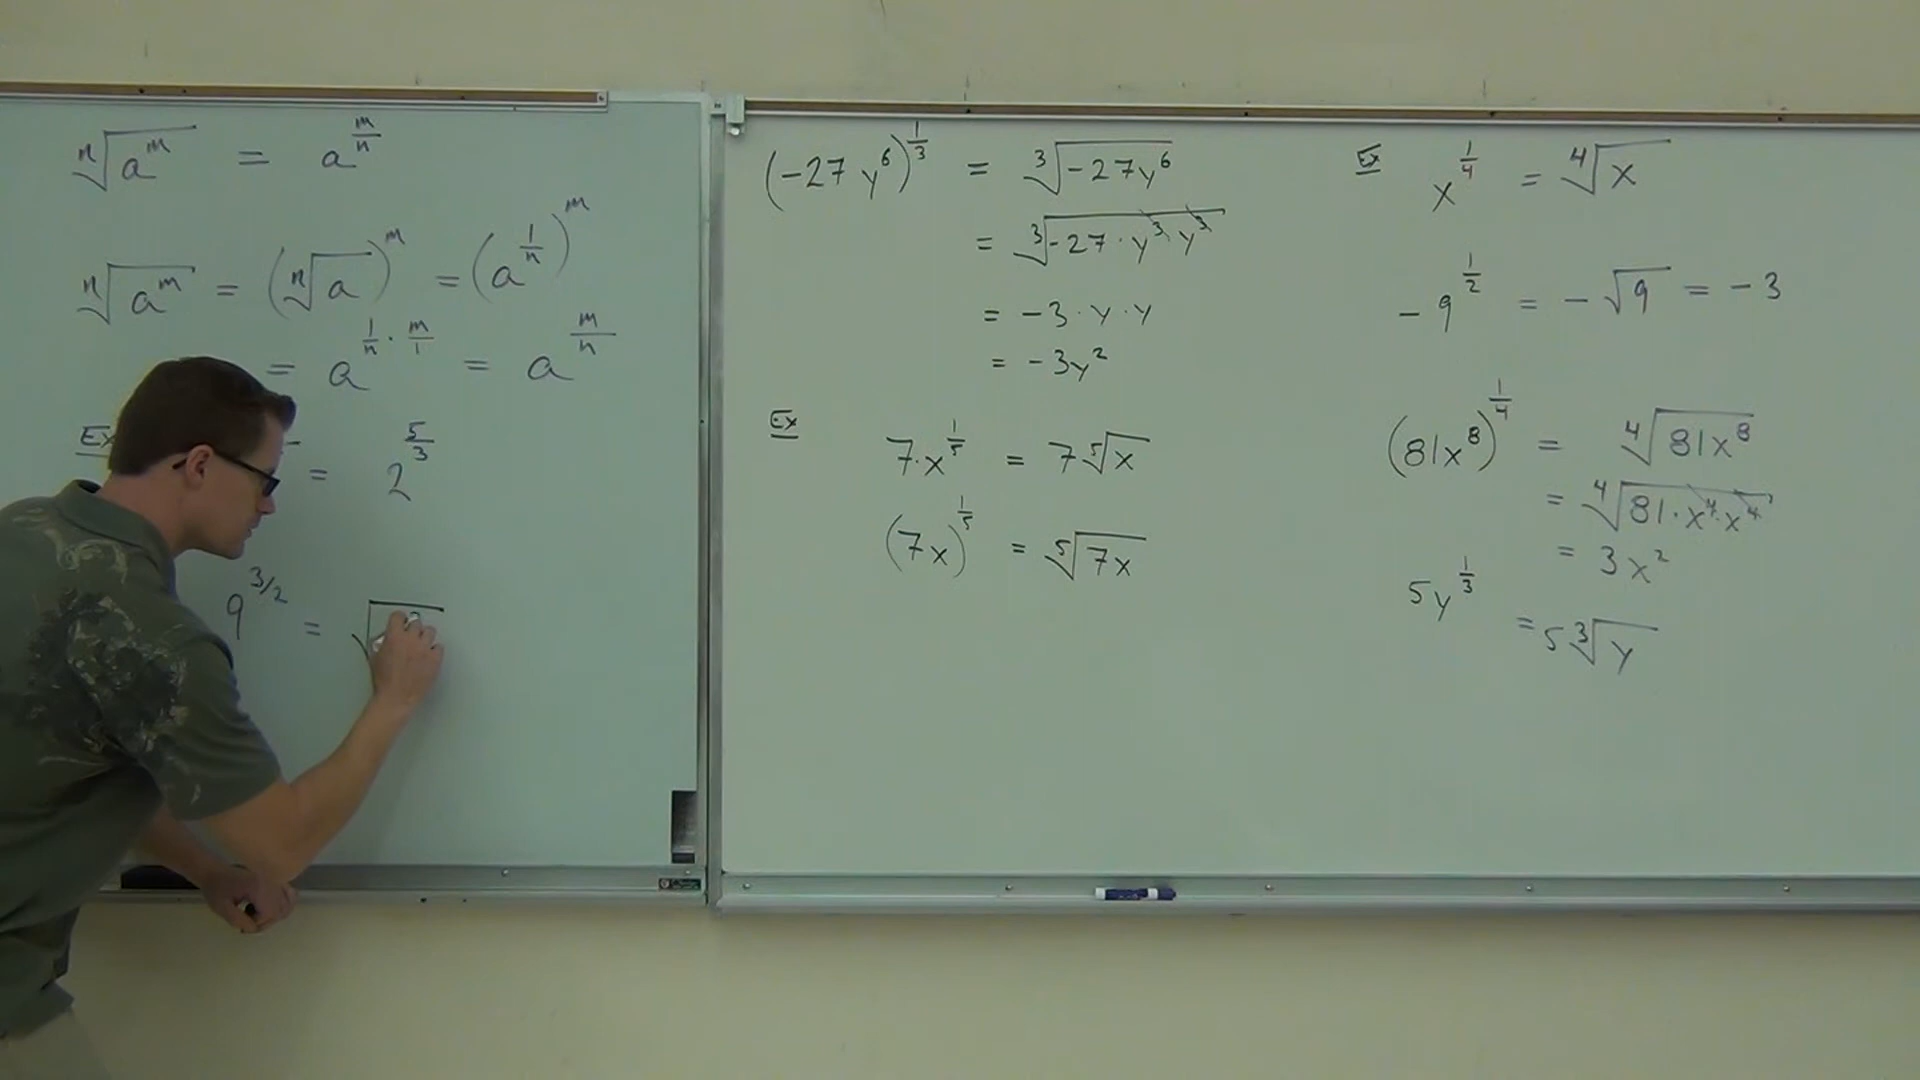 ⁿ√(a^m) = a^(m/n)
ⁿ√(a^m) = (ⁿ√a)^m = (a^(1/n))^m
= a^(1/n · m/1) = a^(m/n)
Ex = 2^(5/3)
9^(3/2) = √
(-27y⁶)^(1/3) = ³√(-27y⁶)
= ³√(-27 · y³ · y³)
= -3 · y · y
= -3y²
Ex 7·x^(1/5) = 7 ⁵√x
(7x)^(1/5) = ⁵√(7x)
Ex x^(1/4) = ⁴√x
-9^(1/2) = -√9 = -3
(81x⁸)^(1/4) = ⁴√(81x⁸)
= ⁴√(81 · x⁴ · x⁴)
= 3x²
5y^(1/3) = 5 ³√y